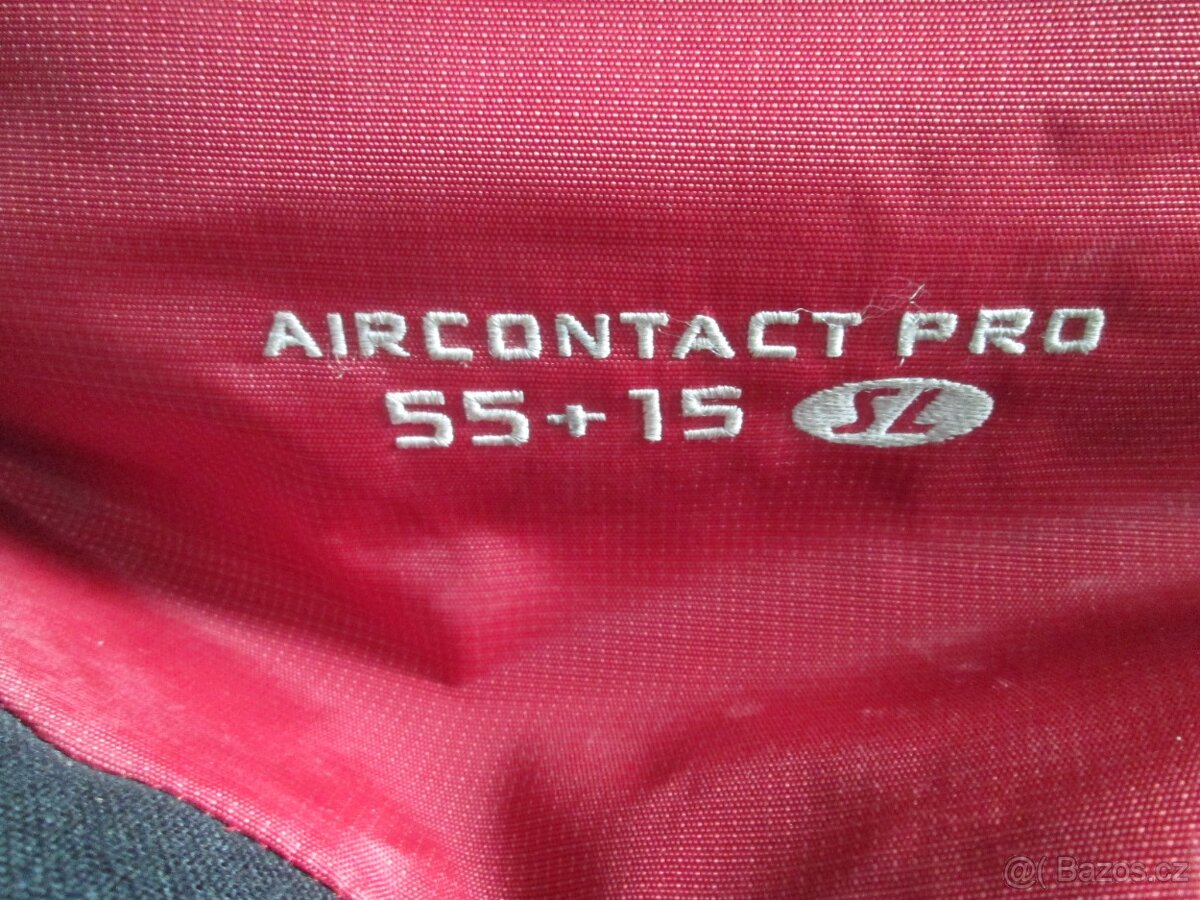 AIRCONTACT PRO
55+15 SL
@( Bazos.cz